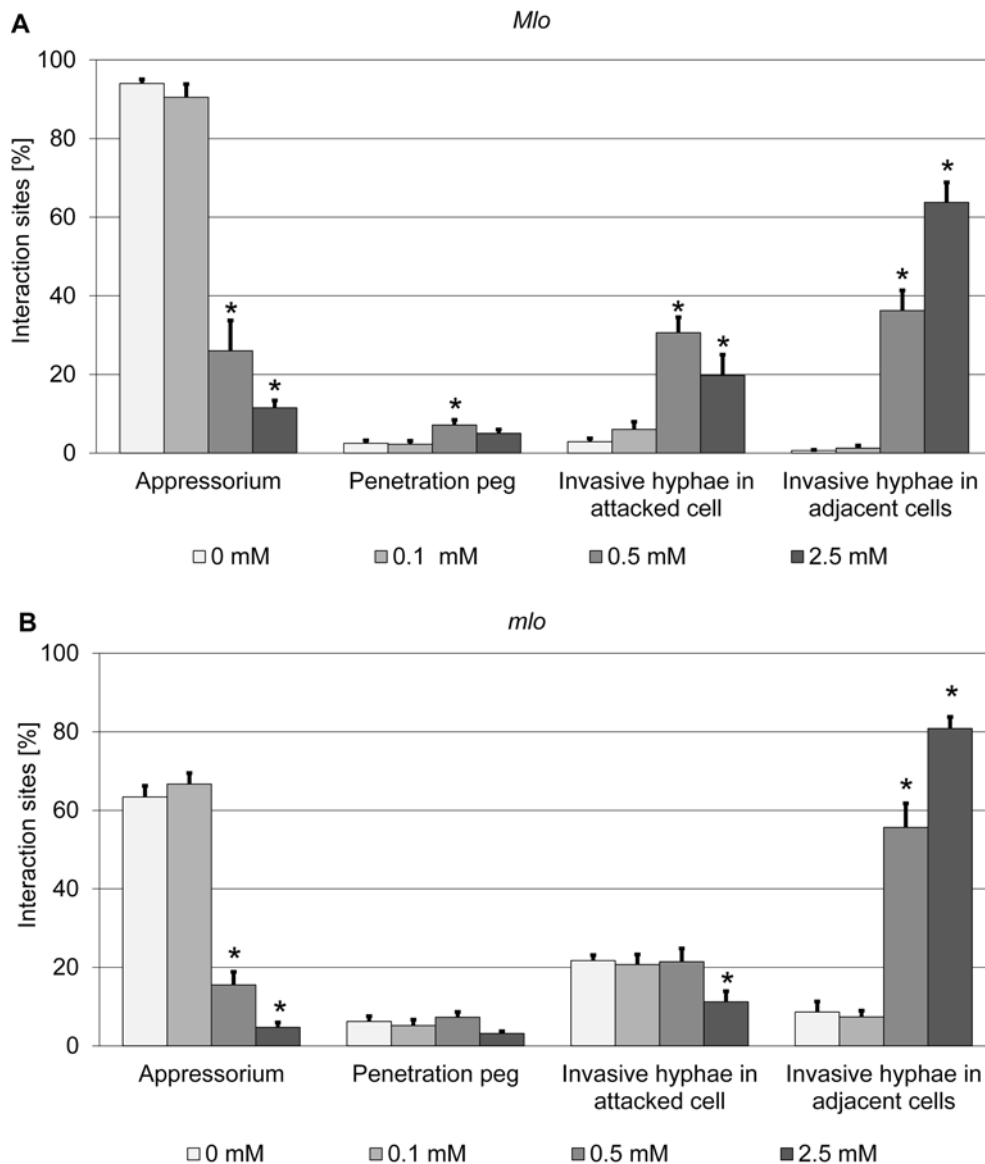 A
Mlo
Interaction sites [%]
100
80
60
40
20
0
*
*
*
*
*
*
*
Appressorium
Penetration peg
Invasive hyphae in
attacked cell
Invasive hyphae in
adjacent cells
0 mM
0.1 mM
0.5 mM
2.5 mM
B
mlo
Interaction sites [%]
100
80
60
40
20
0
*
*
*
*
*
Appressorium
Penetration peg
Invasive hyphae in
attacked cell
Invasive hyphae in
adjacent cells
0 mM
0.1 mM
0.5 mM
2.5 mM